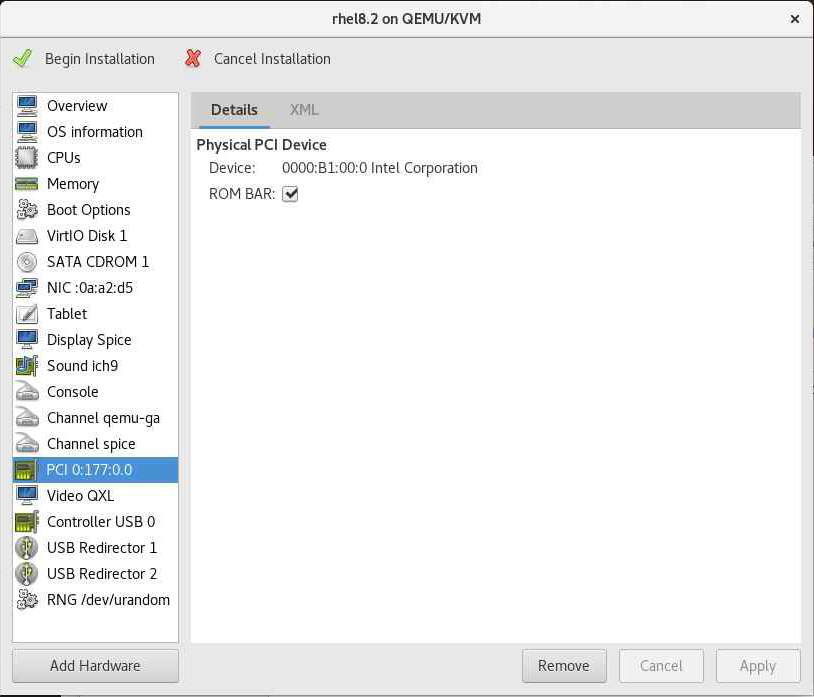 rhel8.2 on QEMU/KVM
Begin Installation
Cancel Installation
Overview
OS information
CPUs
Memory
Boot Options
VirtIO Disk 1
SATA CDROM 1
NIC :0a:a2:d5
Tablet
Display Spice
Sound ich9
Console
Channel qemu-ga
Channel spice
PCI 0:177:0.0
Video QXL
Controller USB 0
USB Redirector 1
USB Redirector 2
RNG /dev/urandom
Add Hardware
Details XML
Physical PCI Device
Device: 0000:B1:00:0 Intel Corporation
ROM BAR:
Remove Cancel Apply